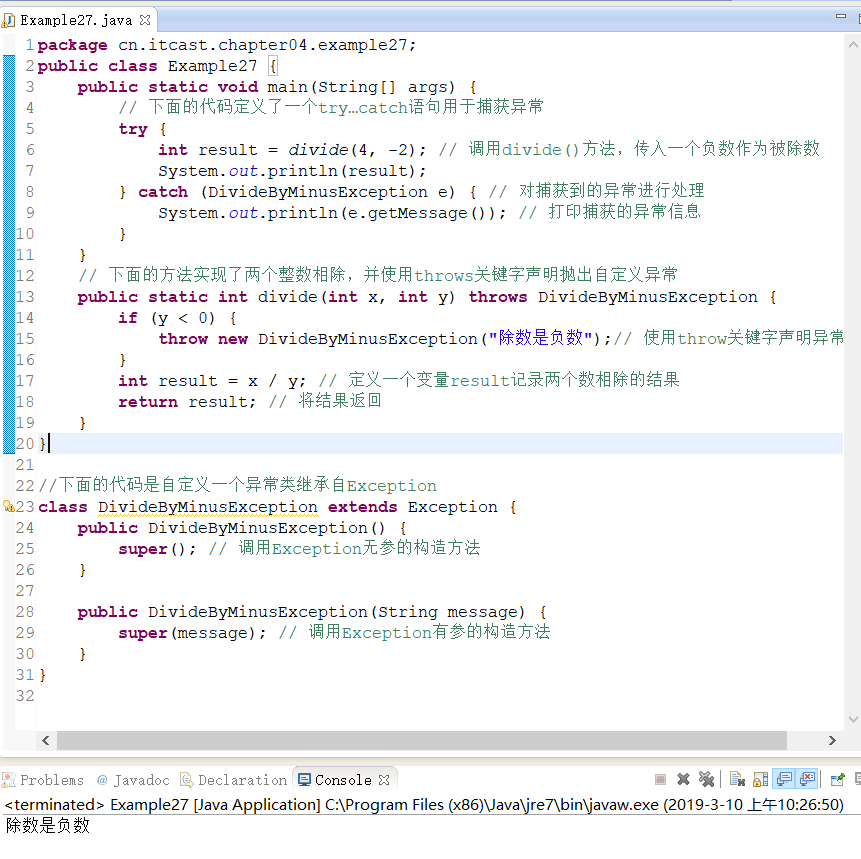 Example27.java
1 package cn.itcast.chapter04.example27;
2 public class Example27 {
3     public static void main(String[] args) {
4         // 下面的代码定义了一个try…catch语句用于捕获异常
5         try {
6             int result = divide(4, -2); // 调用divide()方法，传入一个负数作为被除数
7             System.out.println(result);
8         } catch (DivideByMinusException e) { // 对捕获到的异常进行处理
9             System.out.println(e.getMessage()); // 打印捕获的异常信息
10         }
11     }
12     // 下面的方法实现了两个整数相除，并使用throws关键字声明抛出自定义异常
13     public static int divide(int x, int y) throws DivideByMinusException {
14         if (y < 0) {
15             throw new DivideByMinusException("除数是负数");// 使用throw关键字声明异常
16         }
17         int result = x / y; // 定义一个变量result记录两个数相除的结果
18         return result; // 将结果返回
19     }
20 }
21
22 //下面的代码是自定义一个异常类继承自Exception
23 class DivideByMinusException extends Exception {
24     public DivideByMinusException() {
25         super(); // 调用Exception无参的构造方法
26     }
27
28     public DivideByMinusException(String message) {
29         super(message); // 调用Exception有参的构造方法
30     }
31 }
32
Problems @ Javadoc Declaration Console
<terminated> Example27 [Java Application] C:\Program Files (x86)\Java\jre7\bin\javaw.exe (2019-3-10 上午10:26:50)
除数是负数